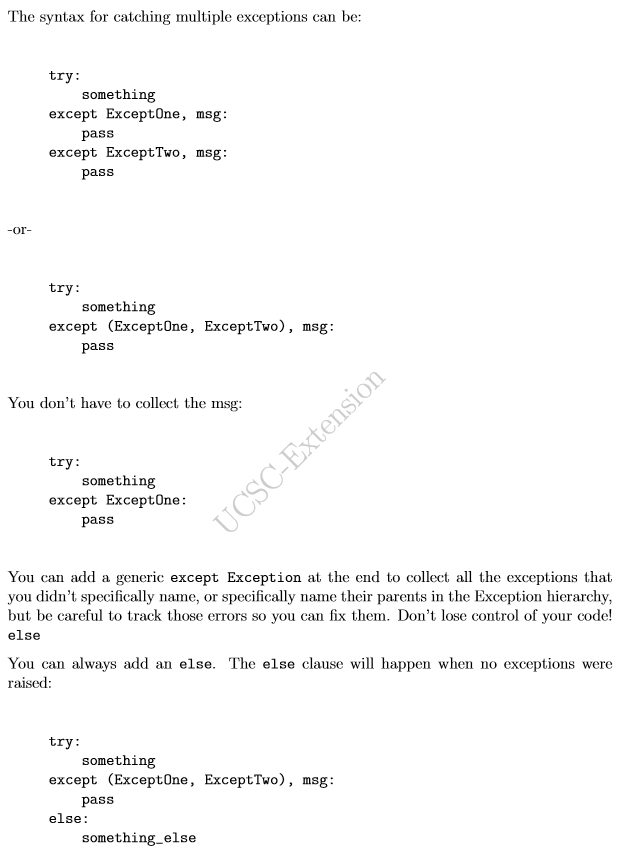 The syntax for catching multiple exceptions can be:
try:
    something
except ExceptOne, msg:
    pass
except ExceptTwo, msg:
    pass
-or-
try:
    something
except (ExceptOne, ExceptTwo), msg:
    pass
You don't have to collect the msg:
try:
    something
except ExceptOne:
    pass
UCSC-Extension
You can add a generic except Exception at the end to collect all the exceptions that
you didn't specifically name, or specifically name their parents in the Exception hierarchy,
but be careful to track those errors so you can fix them. Don't lose control of your code!
else
You can always add an else. The else clause will happen when no exceptions were
raised:
try:
    something
except (ExceptOne, ExceptTwo), msg:
    pass
else:
    something_else